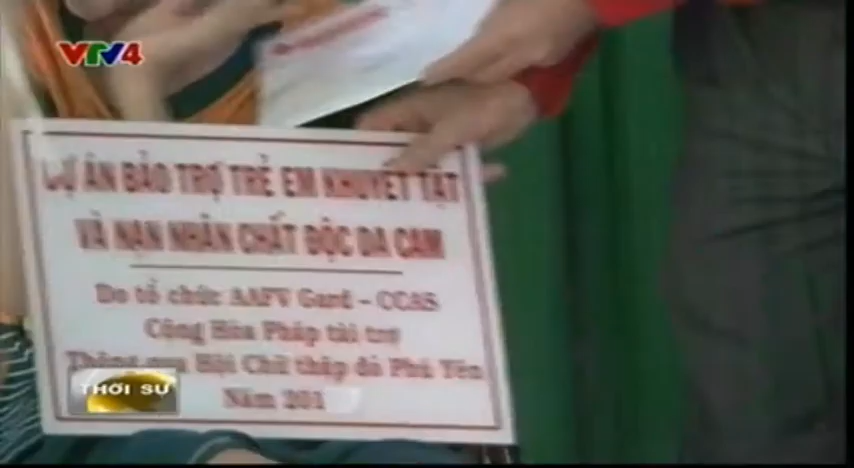 VTV4
DỰ ÁN BẢO TRỢ TRẺ EM KHUYẾT TẬT
VÀ NẠN NHÂN CHẤT ĐỘC DA CAM
Do tổ chức AAFV Gard - CCAS
Cộng Hòa Pháp tài trợ
Thông qua Hội Chữ thập đỏ Phú Yên
THỜI SỰ
Năm 201